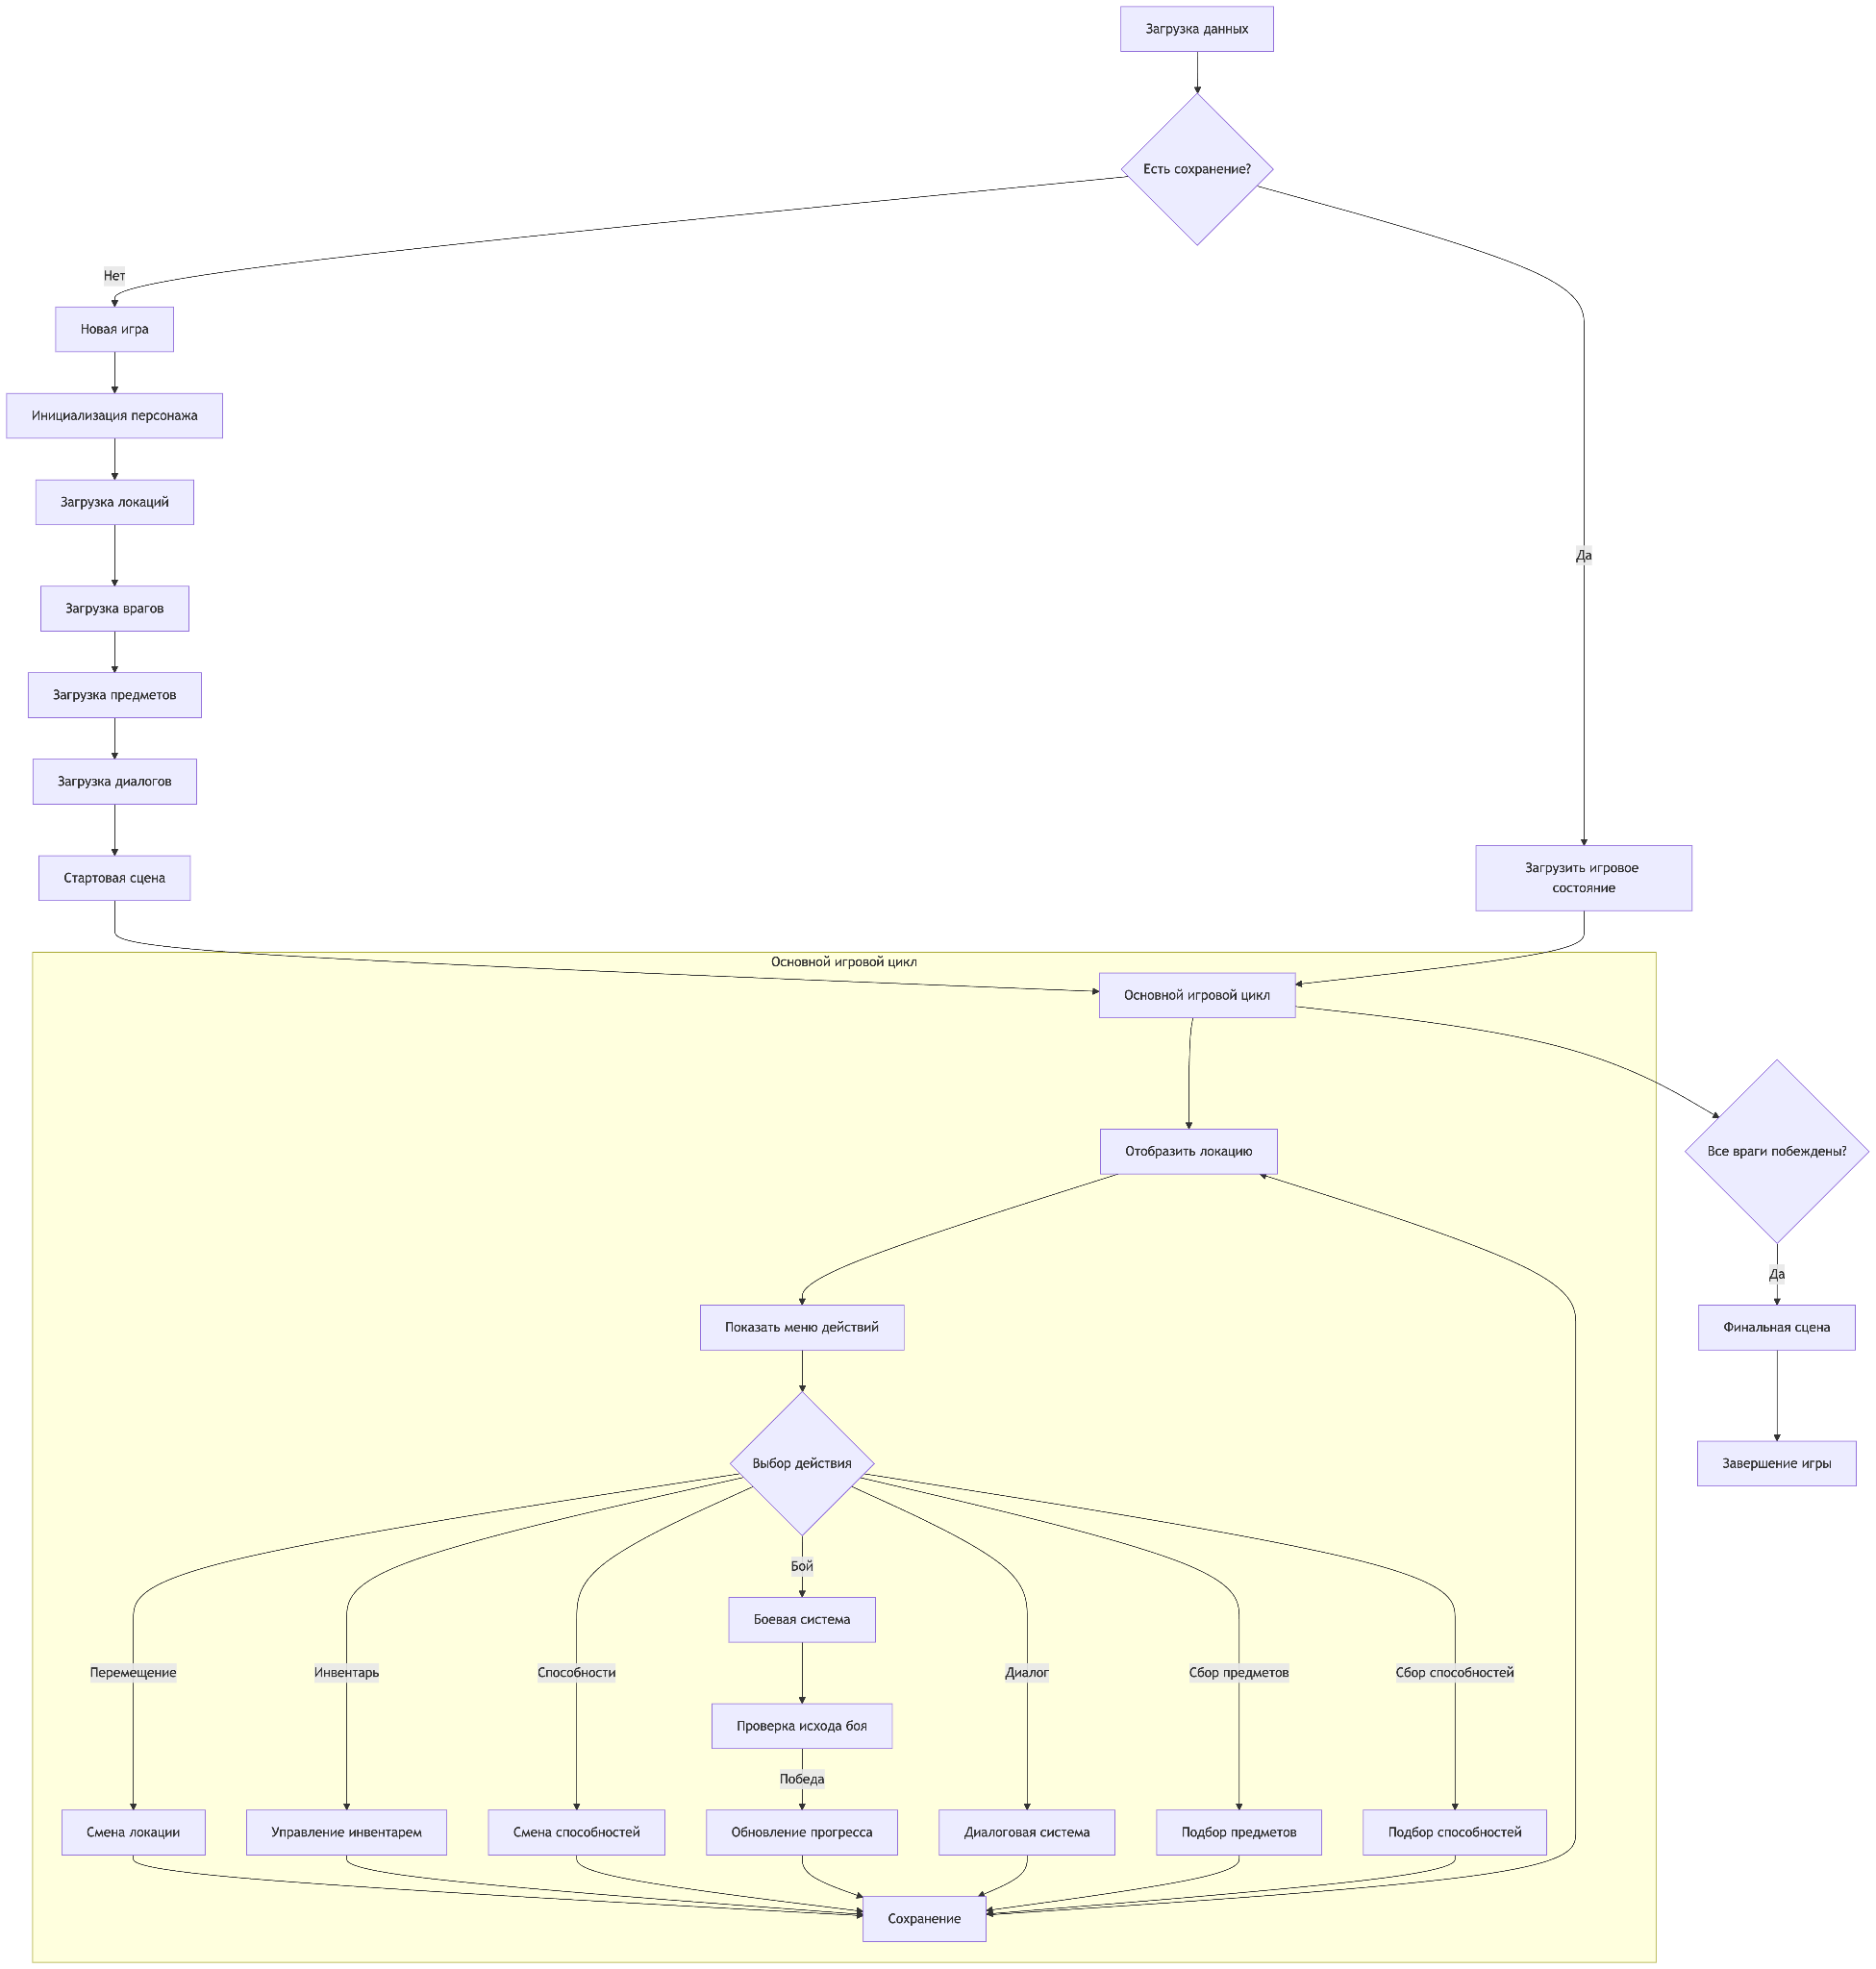 Загрузка данных
Есть сохранение?
Нет
Новая игра
Инициализация персонажа
Загрузка локаций
Да
Загрузка врагов
Загрузка предметов
Загрузка диалогов
Стартовая сцена
Загрузить игровое
состояние
Основной игровой цикл
Основной игровой цикл
Отобразить локацию
Все враги побеждены?
Да
Показать меню действий
Финальная сцена
Выбор действия
Завершение игры
Бой
Боевая система
Перемещение
Инвентарь
Способности
Диалог
Сбор предметов
Сбор способностей
Проверка исхода боя
Победа
Смена локации
Управление инвентарем
Смена способностей
Обновление прогресса
Диалоговая система
Подбор предметов
Подбор способностей
Сохранение